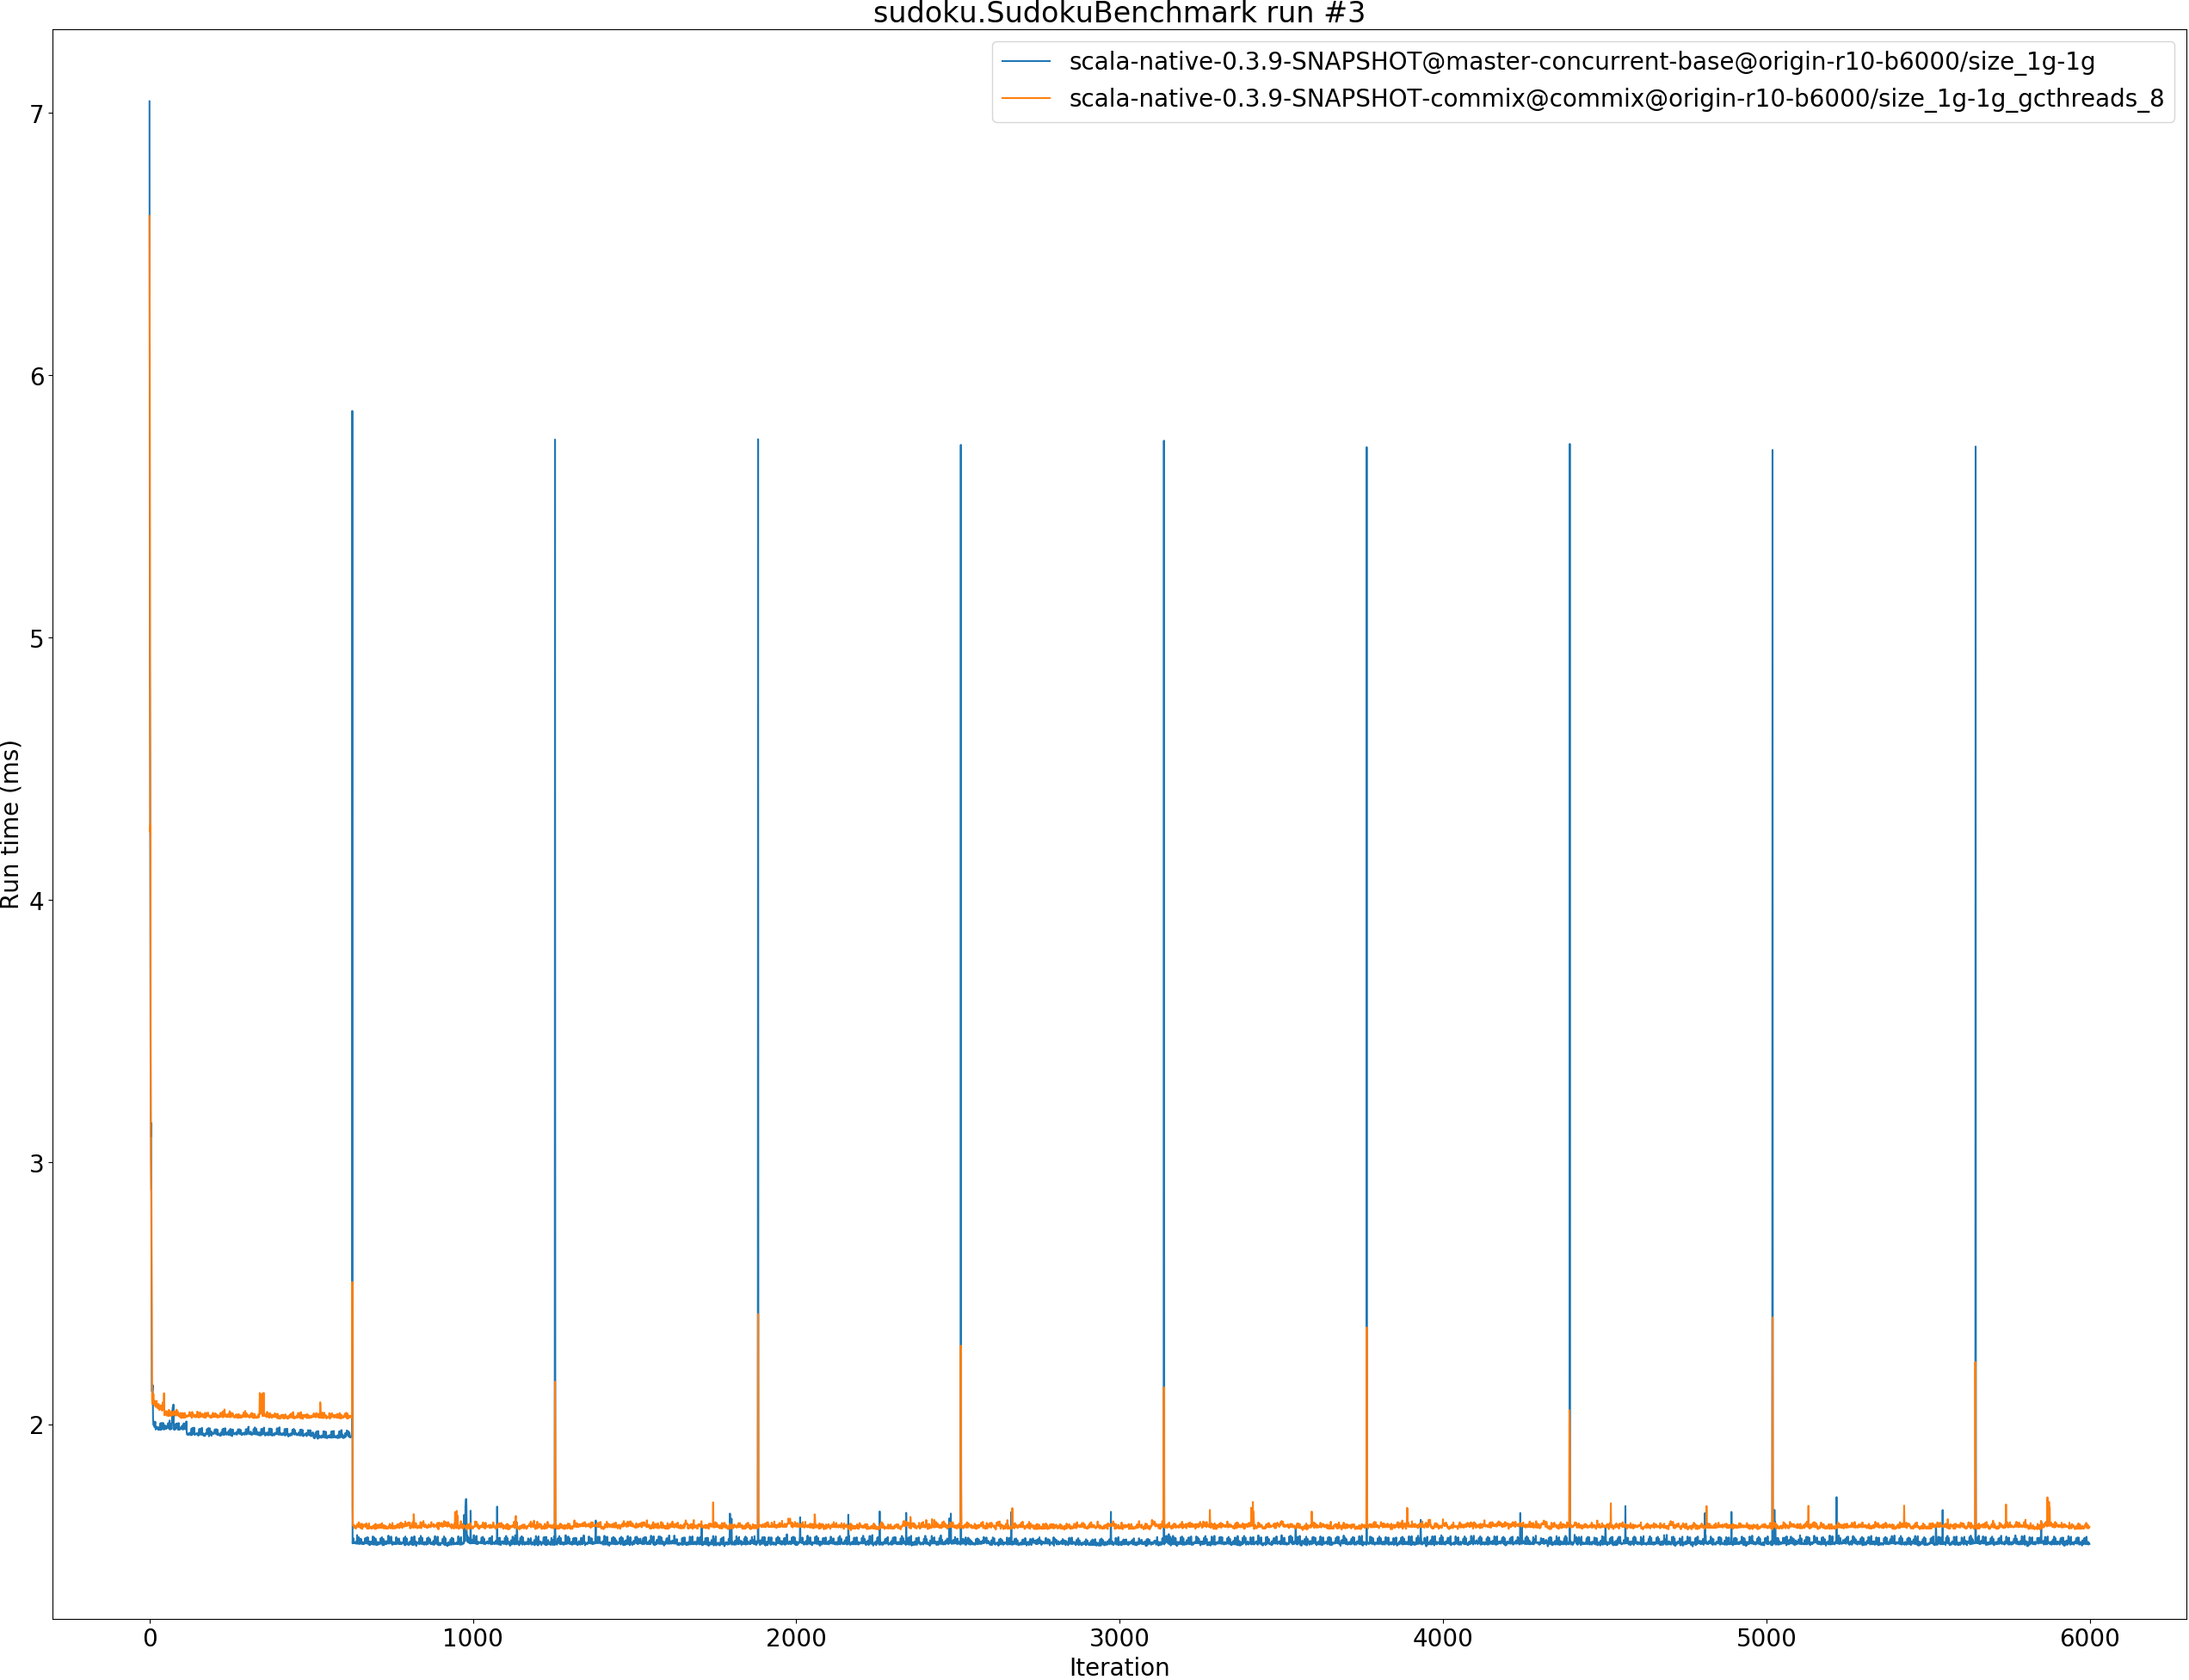 sudoku.SudokuBenchmark run #3
scala-native-0.3.9-SNAPSHOT@master-concurrent-base@origin-r10-b6000/size_1g-1g
scala-native-0.3.9-SNAPSHOT-commix@commix@origin-r10-b6000/size_1g-1g_gcthreads_8
7
6
5
4
3
2
Run time (ms)
0 1000 2000 3000 4000 5000 6000
Iteration